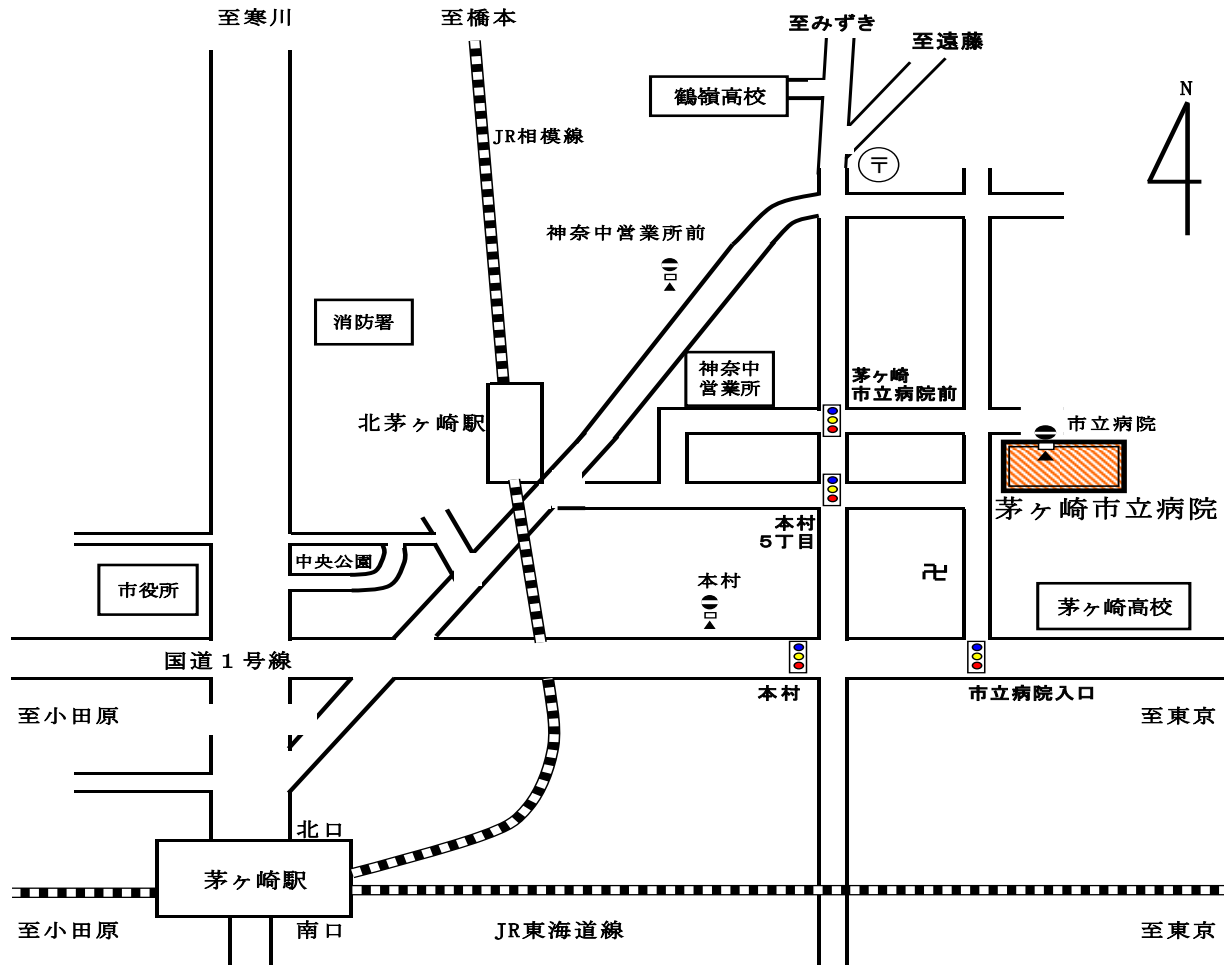 至寒川
至橋本
至みずき
至遠藤
鶴嶺高校
N
JR相模線
〒
神奈中営業所前
消防署
神奈中
営業所
茅ヶ崎
市立病院前
北茅ヶ崎駅
市立病院
茅ヶ崎市立病院
本村
5丁目
中央公園
市役所
本村
卍
茅ヶ崎高校
国道1号線
本村
市立病院入口
至小田原
至東京
北口
茅ヶ崎駅
至小田原
南口
JR東海道線
至東京